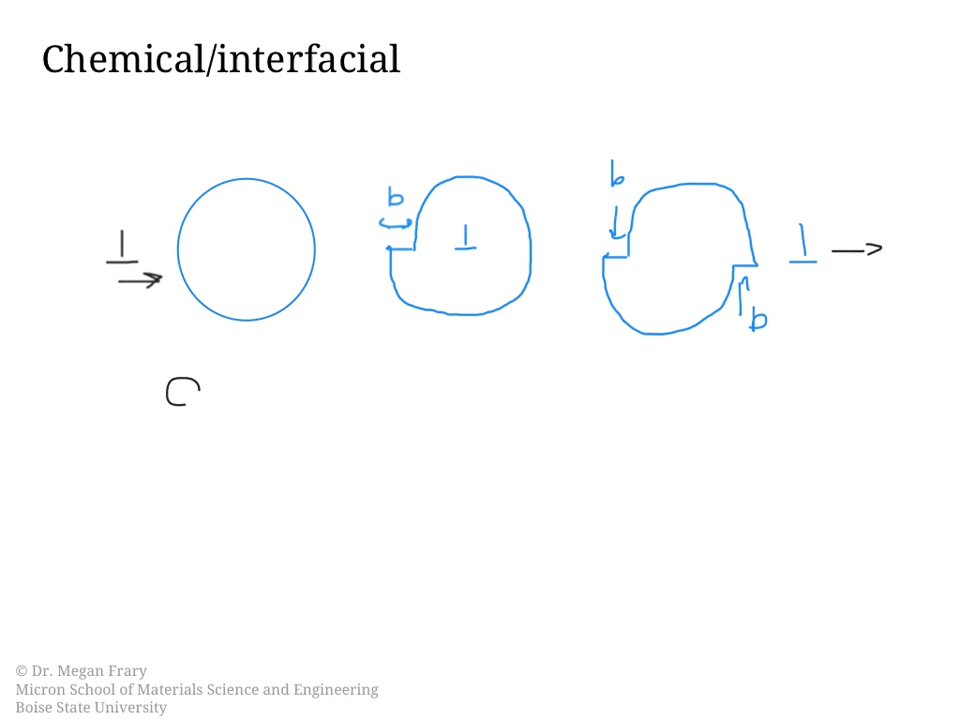 Chemical/interfacial
b
b
b
C
© Dr. Megan Frary
Micron School of Materials Science and Engineering
Boise State University